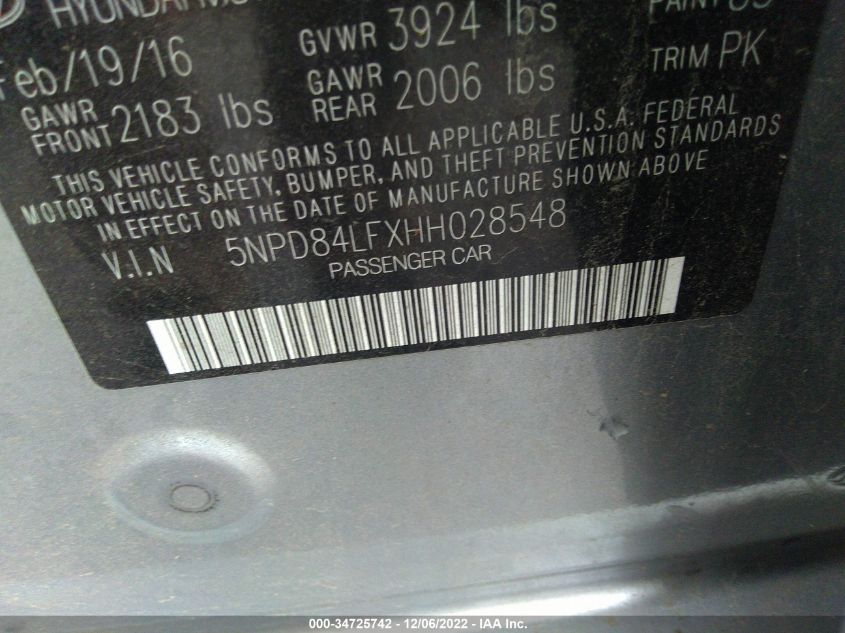 HYUNDAI
Feb/19/16
GVWR 3924 lbs
PAINT
GAWR
FRONT 2183 lbs
GAWR
REAR 2006 lbs
TRIM PK
THIS VEHICLE CONFORMS TO ALL APPLICABLE U.S.A. FEDERAL
MOTOR VEHICLE SAFETY, BUMPER, AND THEFT PREVENTION STANDARDS
IN EFFECT ON THE DATE OF MANUFACTURE SHOWN ABOVE
V.I.N 5NPD84LFXHH028548
PASSENGER CAR
000-34725742 - 12/06/2022 - IAA Inc.